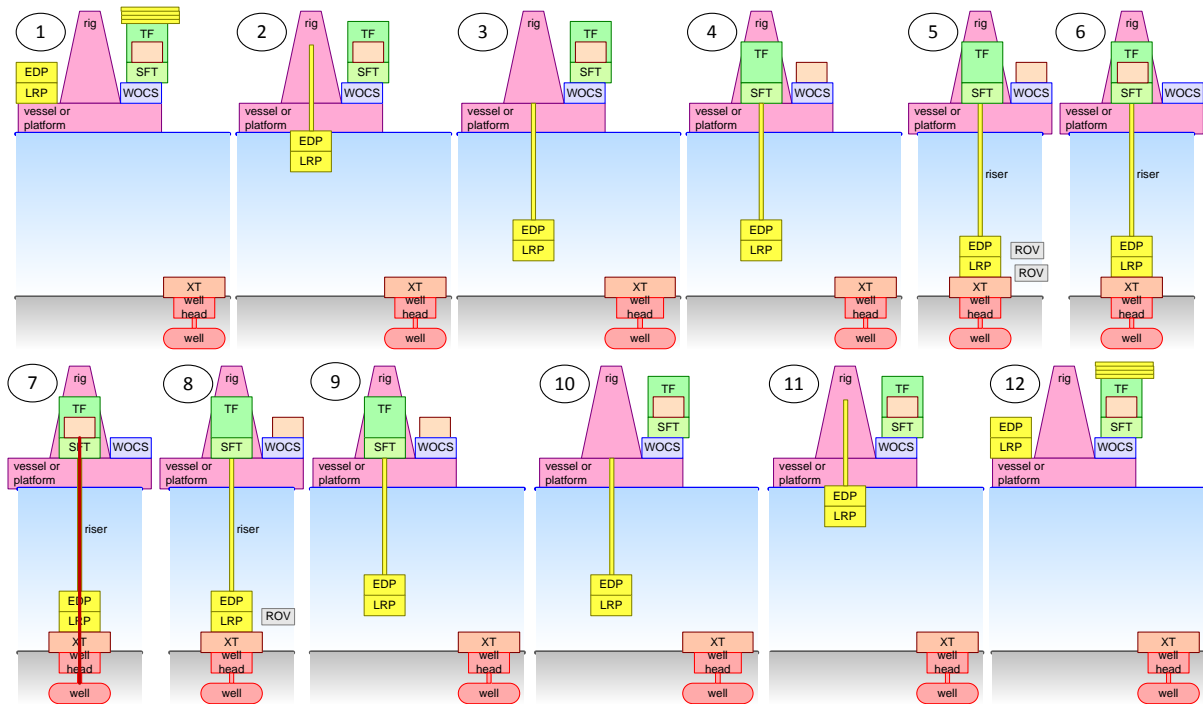 1
rig
TF
SFT
EDP
LRP
WOCS
vessel or
platform
XT
well
head
well
2
rig
TF
SFT
WOCS
vessel or
platform
EDP
LRP
XT
well
head
well
3
rig
TF
SFT
WOCS
vessel or
platform
EDP
LRP
XT
well
head
well
4
rig
TF
SFT
WOCS
vessel or
platform
EDP
LRP
XT
well
head
well
5
rig
TF
SFT
WOCS
vessel or
platform
riser
EDP
LRP
ROV
ROV
XT
well
head
well
6
rig
TF
SFT
WOCS
vessel or
platform
riser
EDP
LRP
XT
well
head
well
7
rig
TF
SFT
WOCS
vessel or
platform
riser
EDP
LRP
XT
well
head
well
8
rig
TF
SFT
WOCS
vessel or
platform
riser
EDP
LRP
ROV
XT
well
head
well
9
rig
TF
SFT
WOCS
vessel or
platform
EDP
LRP
XT
well
head
well
10
rig
TF
SFT
WOCS
vessel or
platform
EDP
LRP
XT
well
head
well
11
rig
TF
SFT
WOCS
vessel or
platform
EDP
LRP
XT
well
head
well
12
rig
TF
SFT
EDP
LRP
WOCS
vessel or
platform
XT
well
head
well